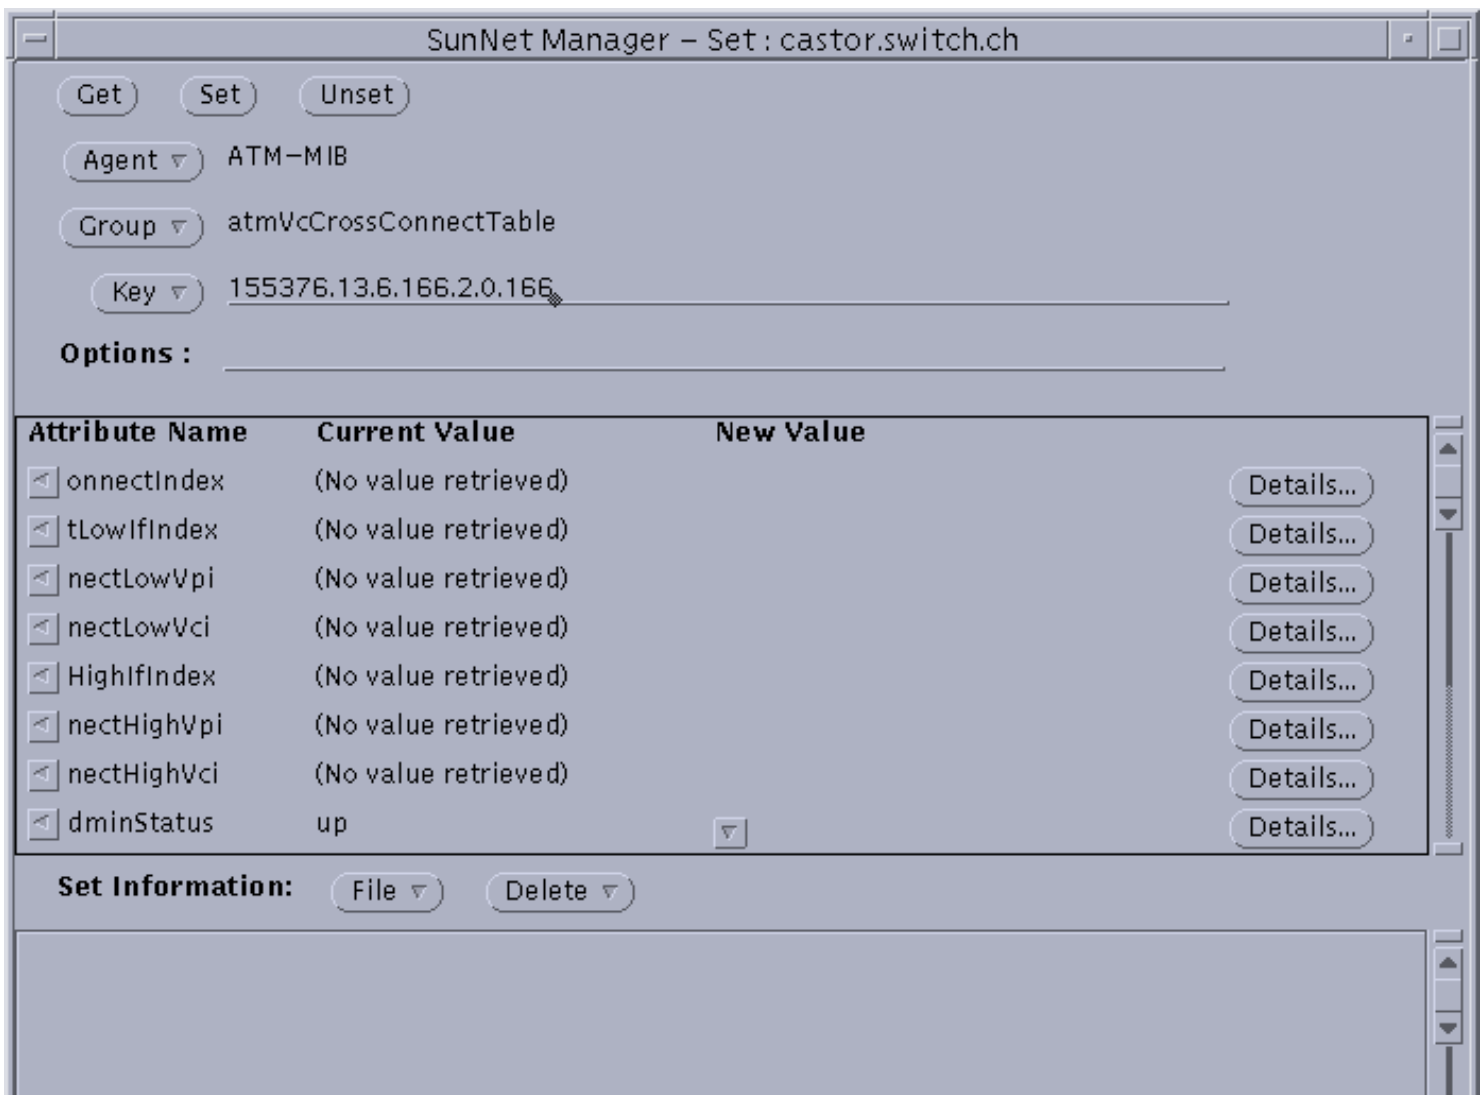 SunNet Manager – Set : castor.switch.ch
Get Set Unset
Agent ATM–MIB
Group atmVcCrossConnectTable
Key 155376.13.6.166.2.0.166
Options :
Attribute Name Current Value New Value
onnectIndex (No value retrieved) Details...
tLowIfIndex (No value retrieved) Details...
nectLowVpi (No value retrieved) Details...
nectLowVci (No value retrieved) Details...
HighIfIndex (No value retrieved) Details...
nectHighVpi (No value retrieved) Details...
nectHighVci (No value retrieved) Details...
dminStatus up Details...
Set Information: File Delete